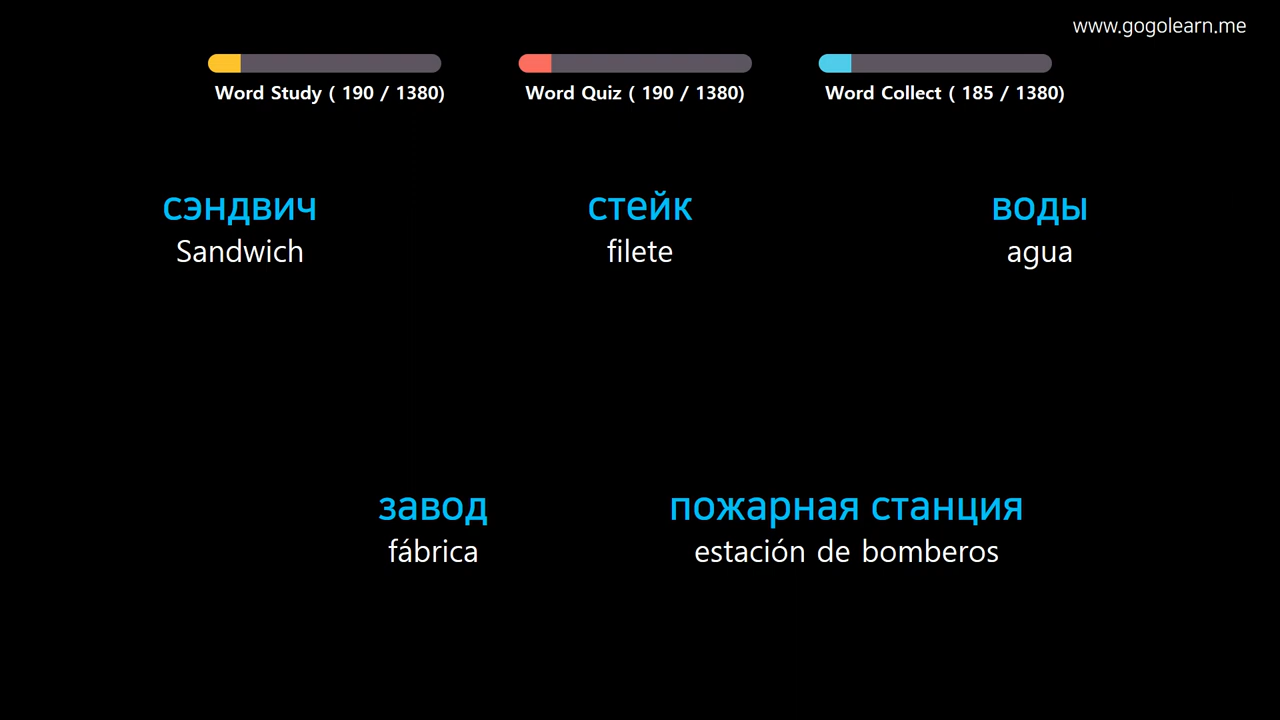 www.gogolearn.me
Word Study ( 190 / 1380)
Word Quiz ( 190 / 1380)
Word Collect ( 185 / 1380)
сэндвич
Sandwich
стейк
filete
воды
agua
завод
fábrica
пожарная станция
estación de bomberos